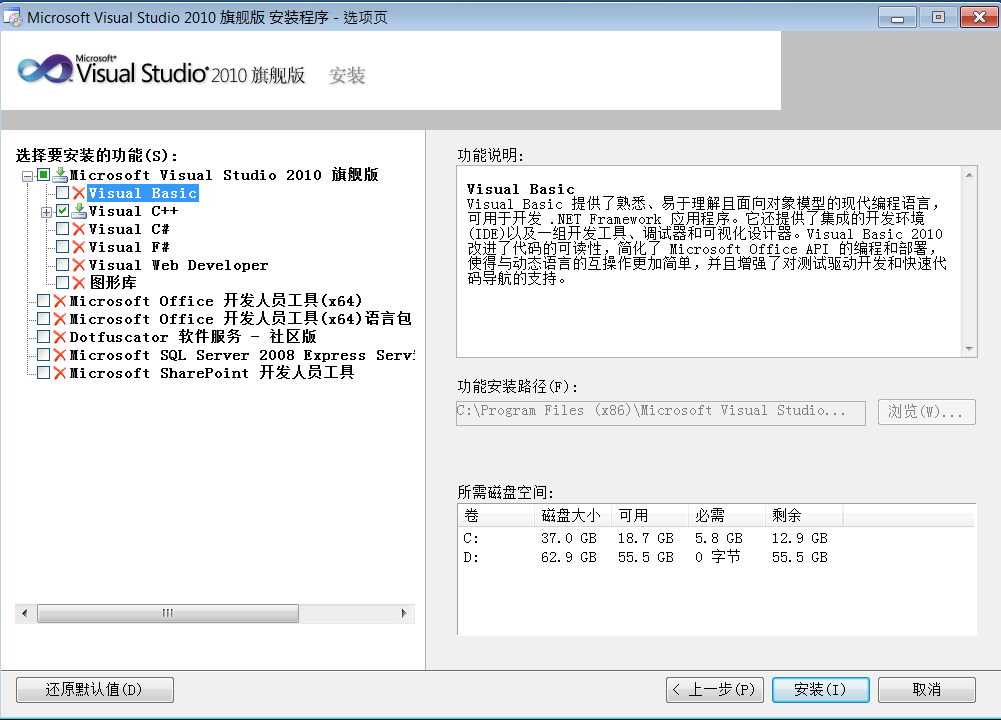 Microsoft Visual Studio 2010 旗舰版 安装程序 - 选项页
Microsoft
Visual Studio 2010 旗舰版 安装
选择要安装的功能(S):
Microsoft Visual Studio 2010 旗舰版
Visual Basic
Visual C++
Visual C#
Visual F#
Visual Web Developer
图形库
Microsoft Office 开发人员工具(x64)
Microsoft Office 开发人员工具(x64)语言包
Dotfuscator 软件服务 - 社区版
Microsoft SQL Server 2008 Express Servi
Microsoft SharePoint 开发人员工具
功能说明:
Visual Basic
Visual Basic 提供了熟悉、易于理解且面向对象模型的现代编程语言，
可用于开发 .NET Framework 应用程序。它还提供了集成的开发环境
(IDE)以及一组开发工具、调试器和可视化设计器。Visual Basic 2010
改进了代码的可读性，简化了 Microsoft Office API 的编程和部署，
使得与动态语言的互操作更加简单，并且增强了对测试驱动开发和快速代
码导航的支持。
功能安装路径(F):
C:\Program Files (x86)\Microsoft Visual Studio...
浏览(W)...
所需磁盘空间:
卷 磁盘大小 可用 必需 剩余
C: 37.0 GB 18.7 GB 5.8 GB 12.9 GB
D: 62.9 GB 55.5 GB 0 字节 55.5 GB
还原默认值(D)
< 上一步(P)
安装(I)
取消